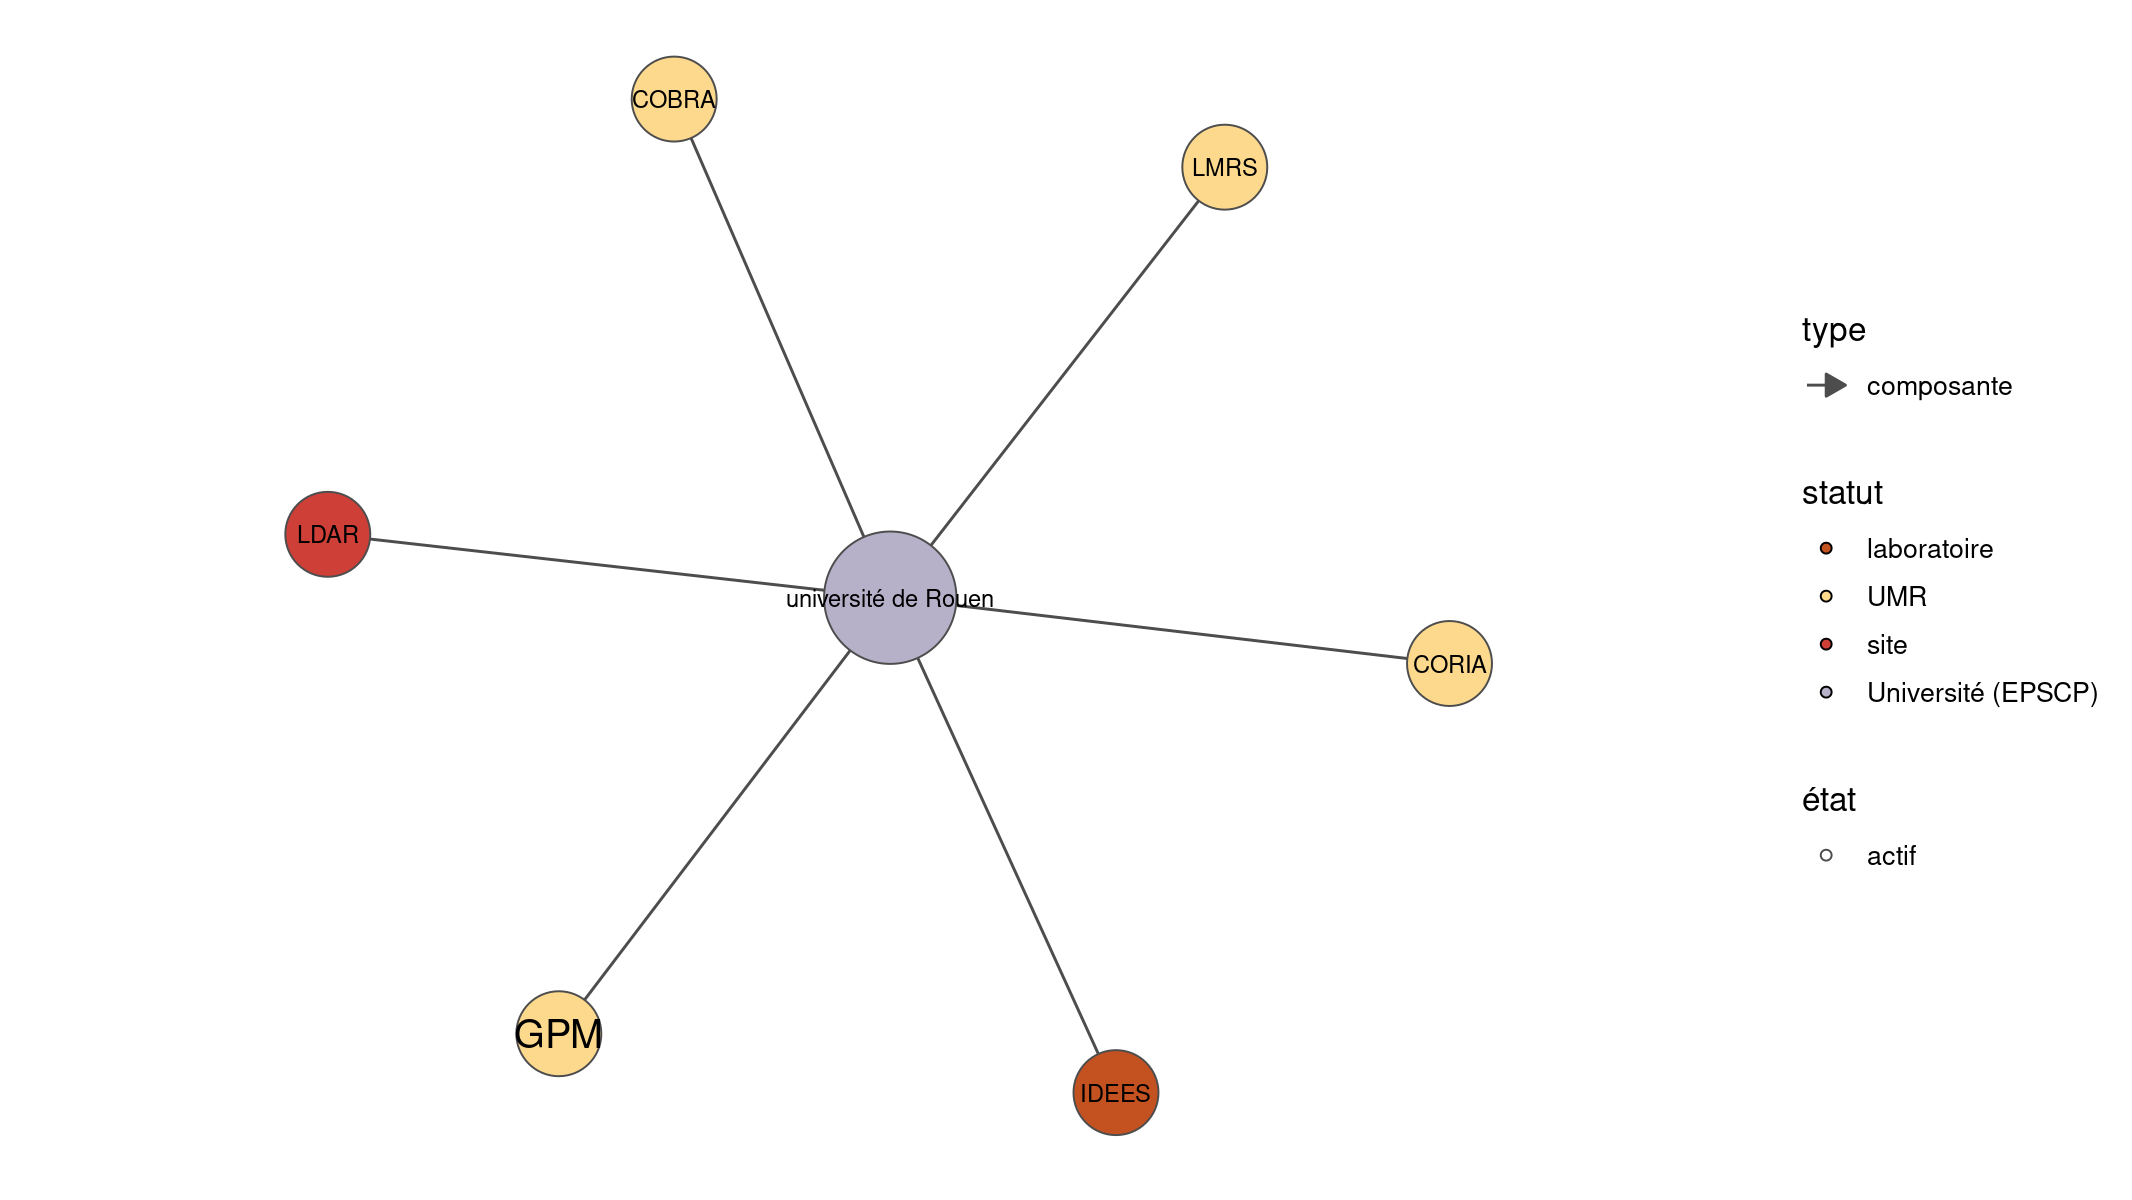 COBRA
LMRS
LDAR
université de Rouen
CORIA
GPM
IDEES
type
composante
statut
laboratoire
UMR
site
Université (EPSCP)
état
actif